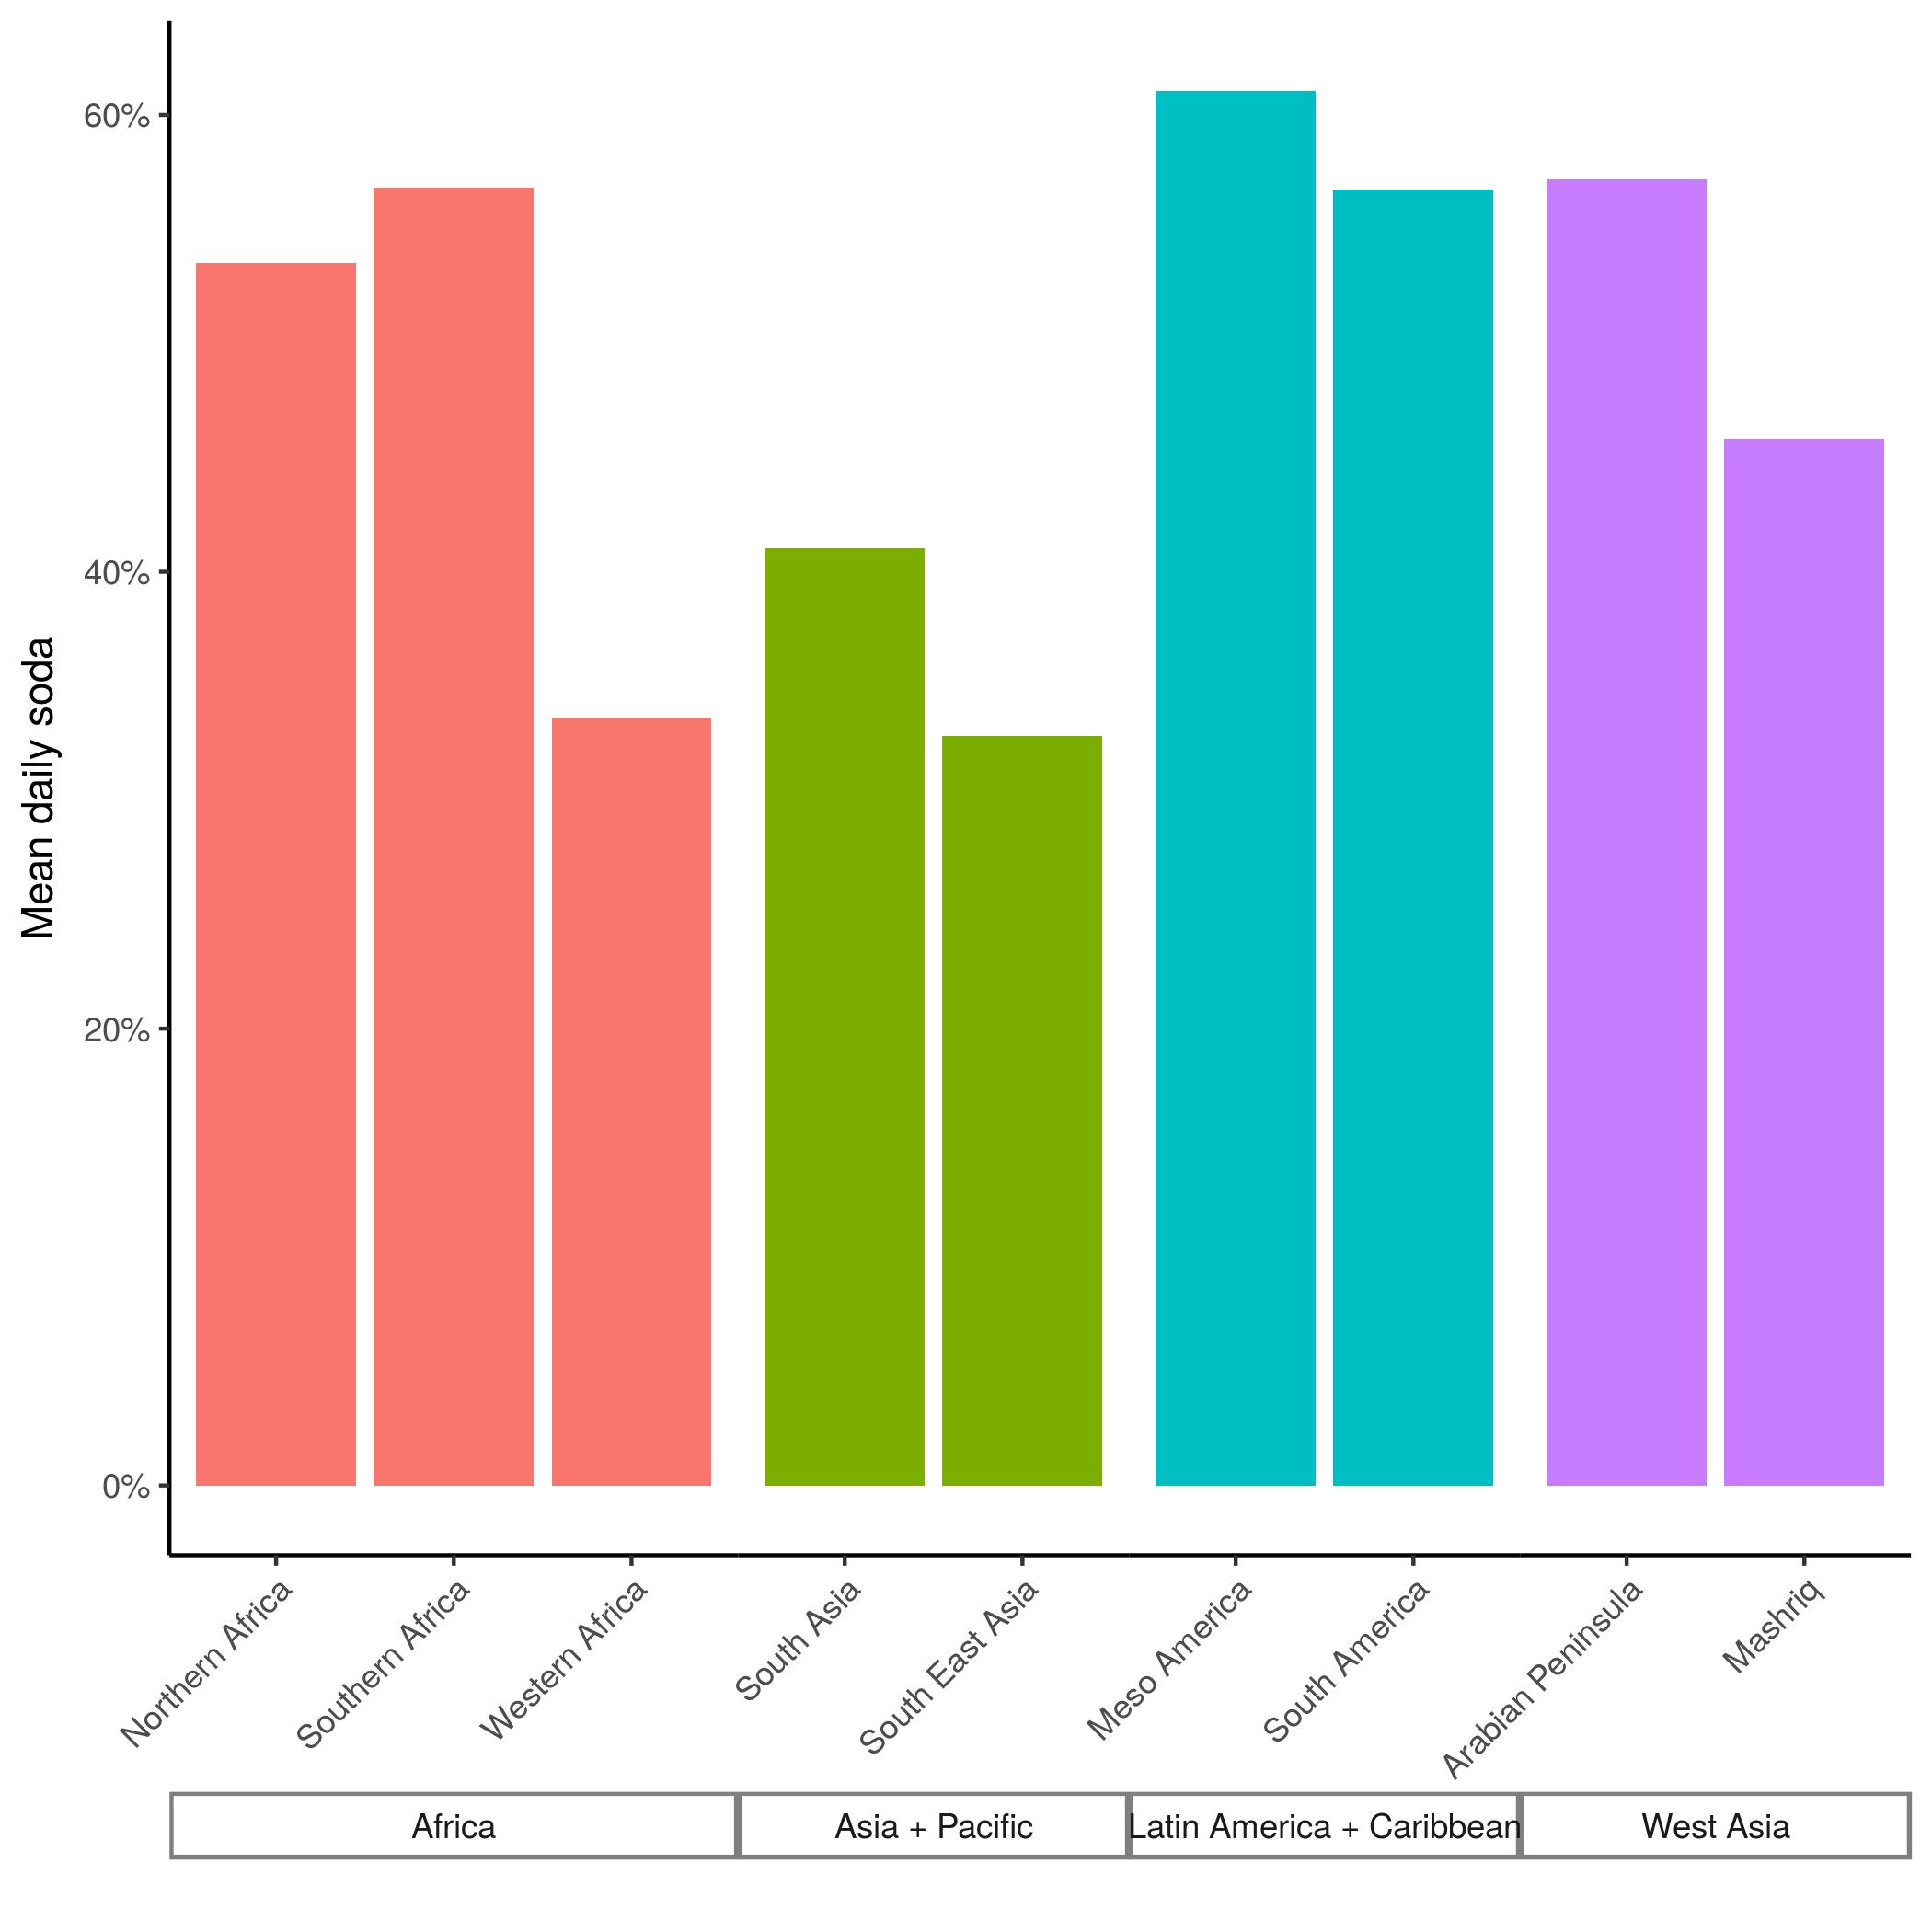 Mean daily soda
60%
40%
20%
0%
Northern Africa
Southern Africa
Western Africa
South Asia
South East Asia
Meso America
South America
Arabian Peninsula
Mashriq
Africa
Asia + Pacific
Latin America + Caribbean
West Asia